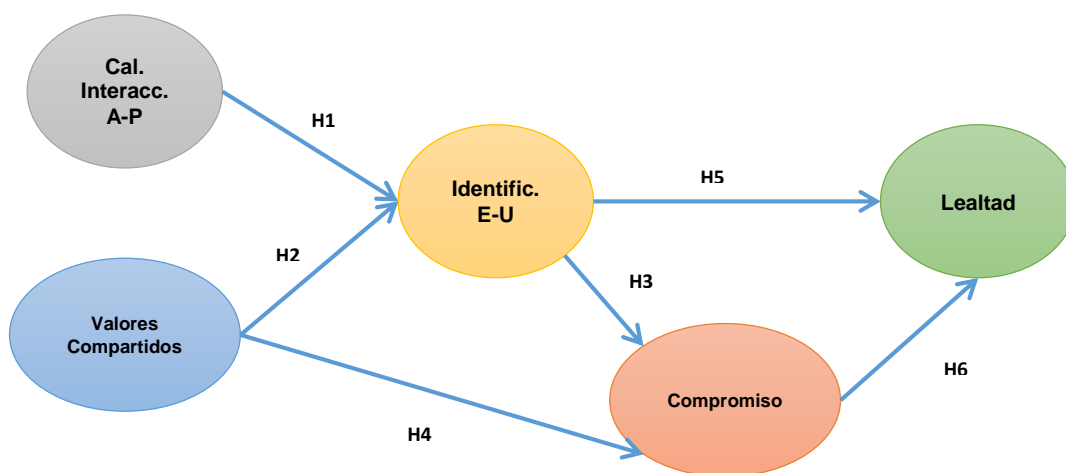 Cal.
Interacc.
A-P
H1
Identific.
E-U
H5
Lealtad
H2
H3
Valores
Compartidos
H6
Compromiso
H4